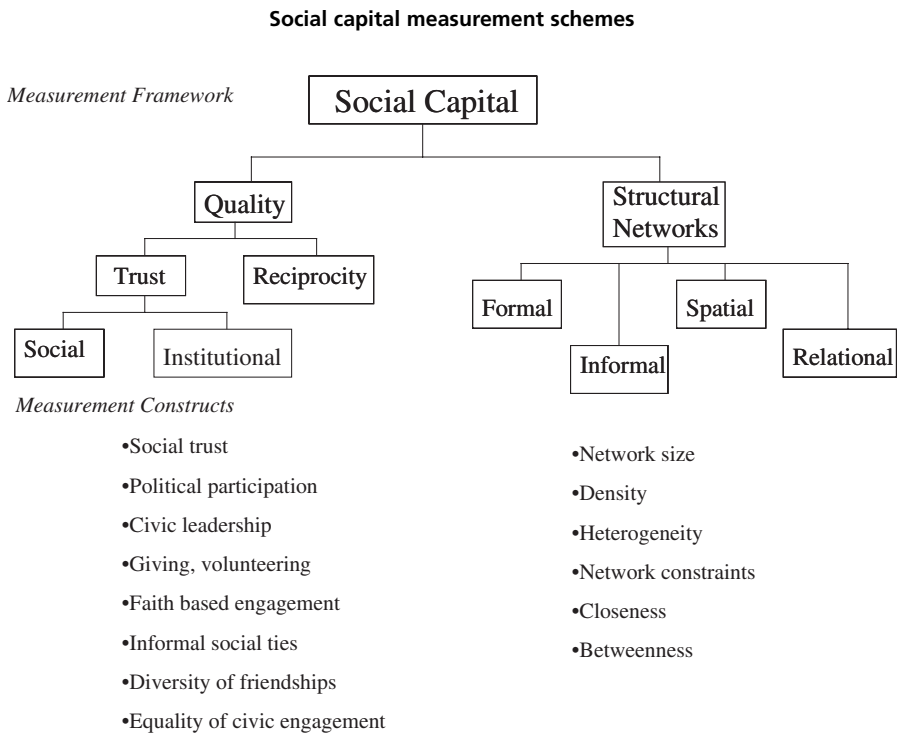 Social capital measurement schemes
Measurement Framework
Social Capital
Quality
Structural
Networks
Trust
Reciprocity
Formal
Spatial
Social
Institutional
Informal
Relational
Measurement Constructs
•Social trust
•Political participation
•Civic leadership
•Giving, volunteering
•Faith based engagement
•Informal social ties
•Diversity of friendships
•Equality of civic engagement
•Network size
•Density
•Heterogeneity
•Network constraints
•Closeness
•Betweenness